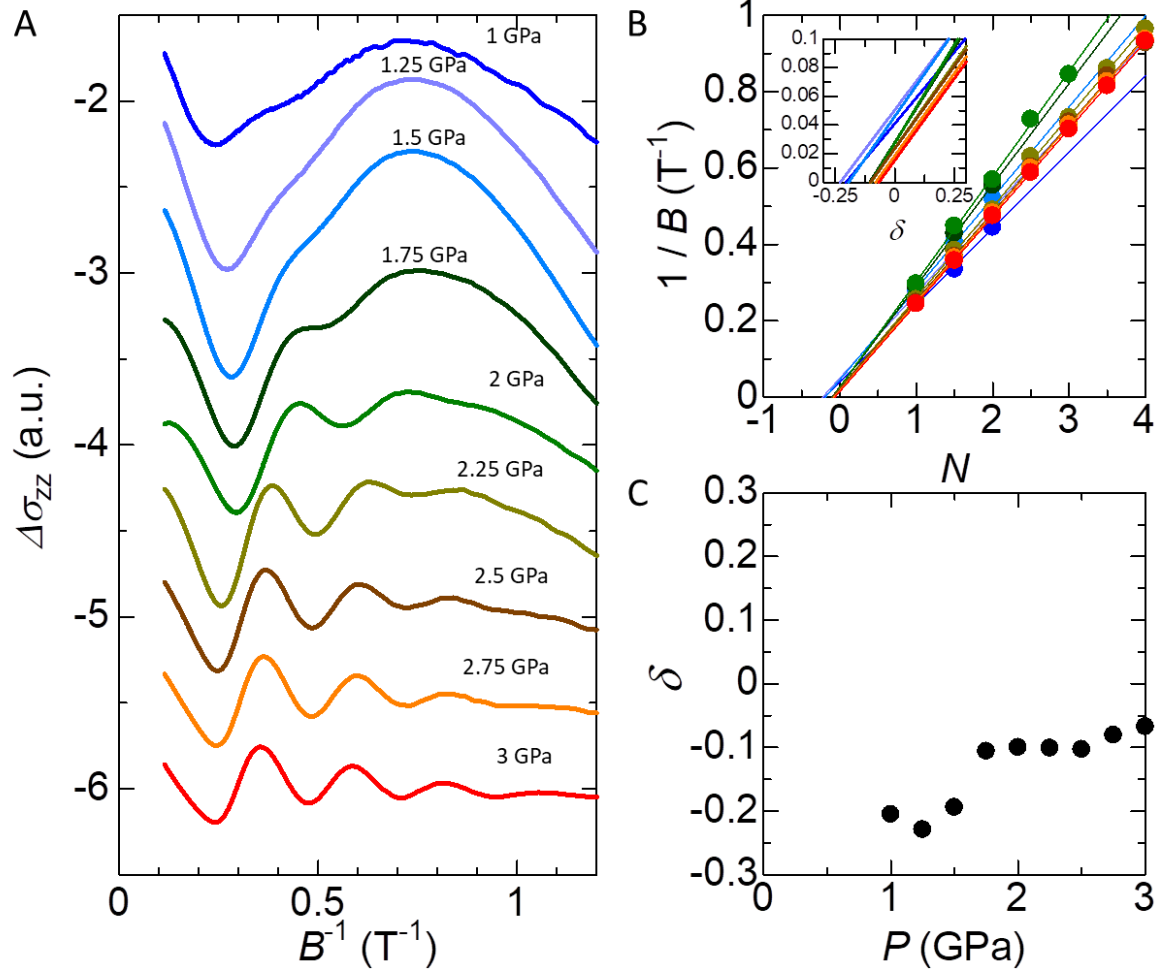 A
1 GPa
1.25 GPa
1.5 GPa
1.75 GPa
2 GPa
2.25 GPa
2.5 GPa
2.75 GPa
3 GPa
-2
-3
-4
-5
-6
Δσzz (a.u.)
0 0.5 1
B-1 (T-1)
B
1
0.8
0.6
0.4
0.2
0
1 / B (T-1)
-1 0 1 2 3 4
N
0.1
0.08
0.06
0.04
0.02
0
-0.25 0 0.25
δ
C
0.3
0.2
0.1
0
-0.1
-0.2
-0.3
δ
0 1 2 3
P (GPa)